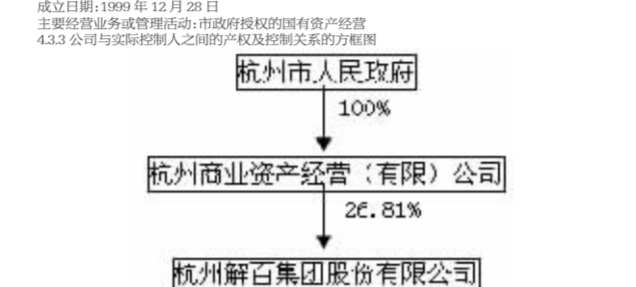 成立日期:1999 年 12 月 28 日
主要经营业务或管理活动:市政府授权的国有资产经营
4.3.3 公司与实际控制人之间的产权及控制关系的方框图
杭州市人民政府
100%
杭州商业资产经营（有限）公司
26.81%
杭州解百集团股份有限公司